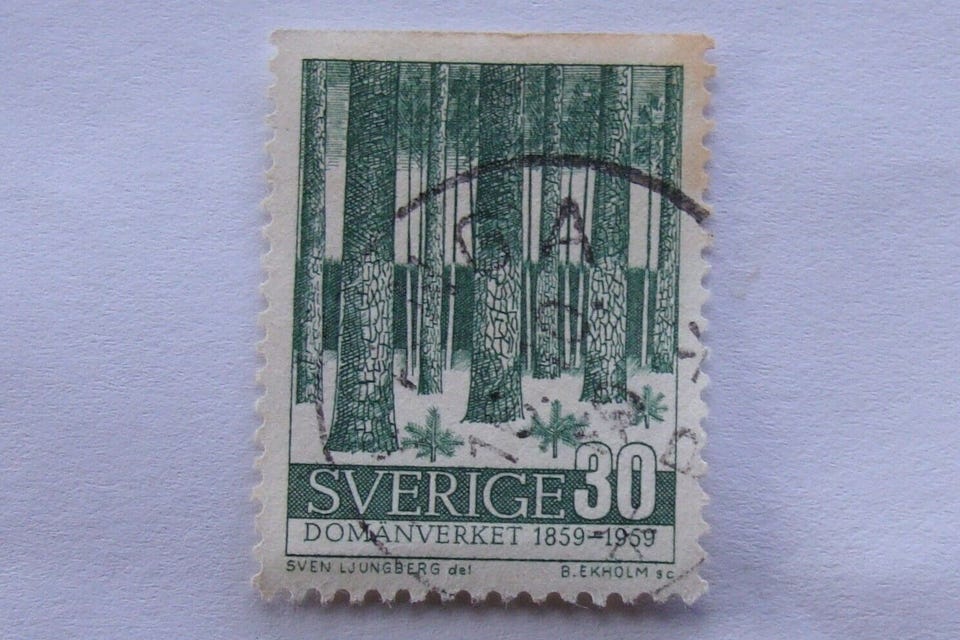 SVERIGE 30
DOMÄNVERKET 1859-1959
SVEN LJUNGBERG del B.EKHOLM sc